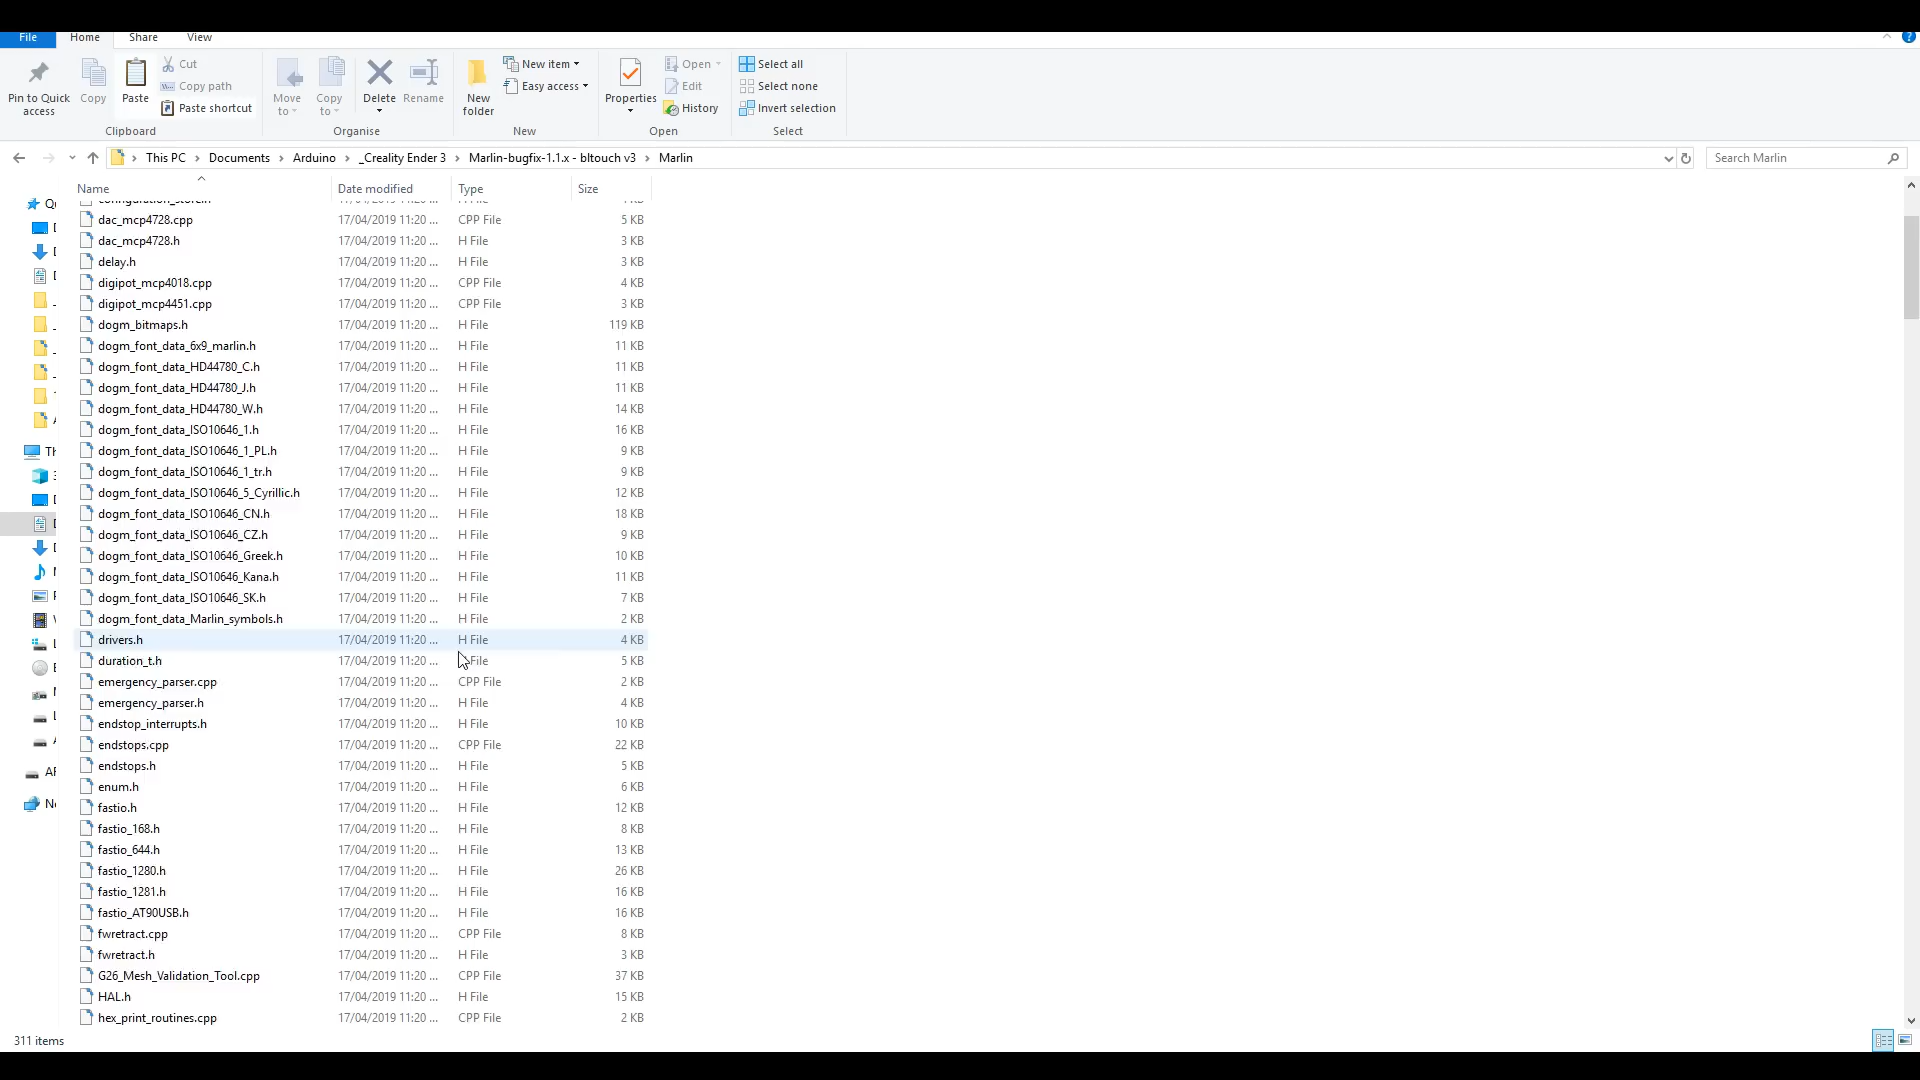 File Home Share View
Pin to Quick access
Copy
Paste
Cut
Copy path
Paste shortcut
Clipboard
Move to
Copy to
Delete
Rename
Organise
New folder
New item
Easy access
New
Properties
Open
Edit
History
Open
Select all
Select none
Invert selection
Select
This PC > Documents > Arduino > _Creality Ender 3 > Marlin-bugfix-1.1.x - bltouch v3 > Marlin
Search Marlin
Name Date modified Type Size
dac_mcp4728.cpp 17/04/2019 11:20 ... CPP File 5 KB
dac_mcp4728.h 17/04/2019 11:20 ... H File 3 KB
delay.h 17/04/2019 11:20 ... H File 3 KB
digipot_mcp4018.cpp 17/04/2019 11:20 ... CPP File 4 KB
digipot_mcp4451.cpp 17/04/2019 11:20 ... CPP File 3 KB
dogm_bitmaps.h 17/04/2019 11:20 ... H File 119 KB
dogm_font_data_6x9_marlin.h 17/04/2019 11:20 ... H File 11 KB
dogm_font_data_HD44780_C.h 17/04/2019 11:20 ... H File 11 KB
dogm_font_data_HD44780_J.h 17/04/2019 11:20 ... H File 11 KB
dogm_font_data_HD44780_W.h 17/04/2019 11:20 ... H File 14 KB
dogm_font_data_ISO10646_1.h 17/04/2019 11:20 ... H File 16 KB
dogm_font_data_ISO10646_1_PL.h 17/04/2019 11:20 ... H File 9 KB
dogm_font_data_ISO10646_1_tr.h 17/04/2019 11:20 ... H File 9 KB
dogm_font_data_ISO10646_5_Cyrillic.h 17/04/2019 11:20 ... H File 12 KB
dogm_font_data_ISO10646_CN.h 17/04/2019 11:20 ... H File 18 KB
dogm_font_data_ISO10646_CZ.h 17/04/2019 11:20 ... H File 9 KB
dogm_font_data_ISO10646_Greek.h 17/04/2019 11:20 ... H File 10 KB
dogm_font_data_ISO10646_Kana.h 17/04/2019 11:20 ... H File 11 KB
dogm_font_data_ISO10646_SK.h 17/04/2019 11:20 ... H File 7 KB
dogm_font_data_Marlin_symbols.h 17/04/2019 11:20 ... H File 2 KB
drivers.h 17/04/2019 11:20 ... H File 4 KB
duration_t.h 17/04/2019 11:20 ... File 5 KB
emergency_parser.cpp 17/04/2019 11:20 ... CPP File 2 KB
emergency_parser.h 17/04/2019 11:20 ... H File 4 KB
endstop_interrupts.h 17/04/2019 11:20 ... H File 10 KB
endstops.cpp 17/04/2019 11:20 ... CPP File 22 KB
endstops.h 17/04/2019 11:20 ... H File 5 KB
enum.h 17/04/2019 11:20 ... H File 6 KB
fastio.h 17/04/2019 11:20 ... H File 12 KB
fastio_168.h 17/04/2019 11:20 ... H File 8 KB
fastio_644.h 17/04/2019 11:20 ... H File 13 KB
fastio_1280.h 17/04/2019 11:20 ... H File 26 KB
fastio_1281.h 17/04/2019 11:20 ... H File 16 KB
fastio_AT90USB.h 17/04/2019 11:20 ... H File 16 KB
fwretract.cpp 17/04/2019 11:20 ... CPP File 8 KB
fwretract.h 17/04/2019 11:20 ... H File 3 KB
G26_Mesh_Validation_Tool.cpp 17/04/2019 11:20 ... CPP File 37 KB
HAL.h 17/04/2019 11:20 ... H File 15 KB
hex_print_routines.cpp 17/04/2019 11:20 ... CPP File 2 KB
311 items